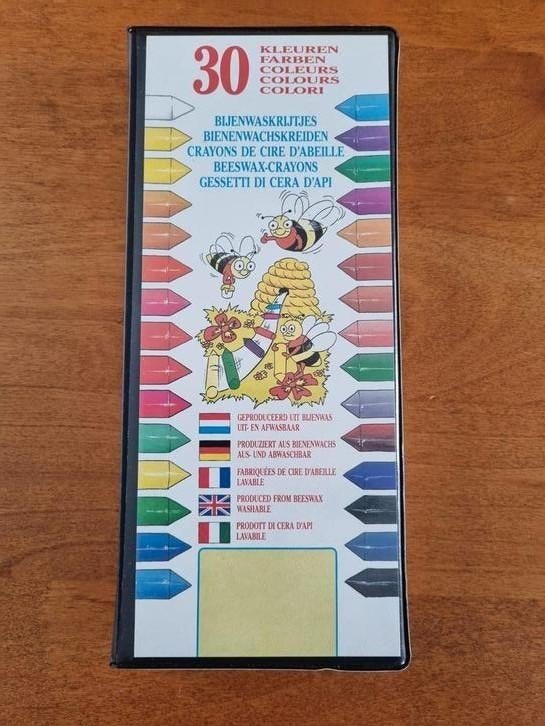 30
KLEUREN
FARBEN
COLEURS
COLOURS
COLORI
BIJENWASKRIJTJES
BIENENWACHSKREIDEN
CRAYONS DE CIRE D'ABEILLE
BEESWAX-CRAYONS
GESSETTI DI CERA D'API
GEPRODUCEERD UIT BIJENWAS
UIT- EN AFWASBAAR
PRODUZIERT AUS BIENENWACHS
AUS- UND ABWASCHBAR
FABRIQUÉES DE CIRE D'ABEILLE
LAVABLE
PRODUCED FROM BEESWAX
WASHABLE
PRODOTT DI CERA D'API
LAVABILE